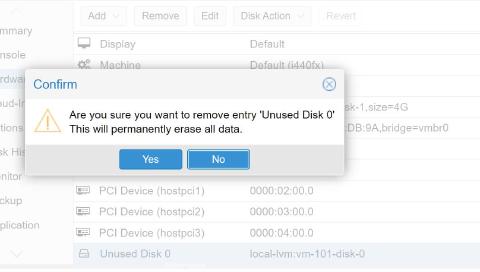 Add Remove Edit Disk Action Revert
mmary
Display Default
nsole
Machine Default (i440fx)
ardwar
Confirm
oud-In
Are you sure you want to remove entry 'Unused Disk 0'
This will permanently erase all data.
sk-1,size=4G
tions
:DB:9A,bridge=vmbr0
sk His
Yes No
nitor
PCI Device (hostpci1) 0000:02:00.0
ckup
PCI Device (hostpci2) 0000:03:00.0
plication
PCI Device (hostpci3) 0000:04:00.0
Unused Disk 0 local-lvm:vm-101-disk-0